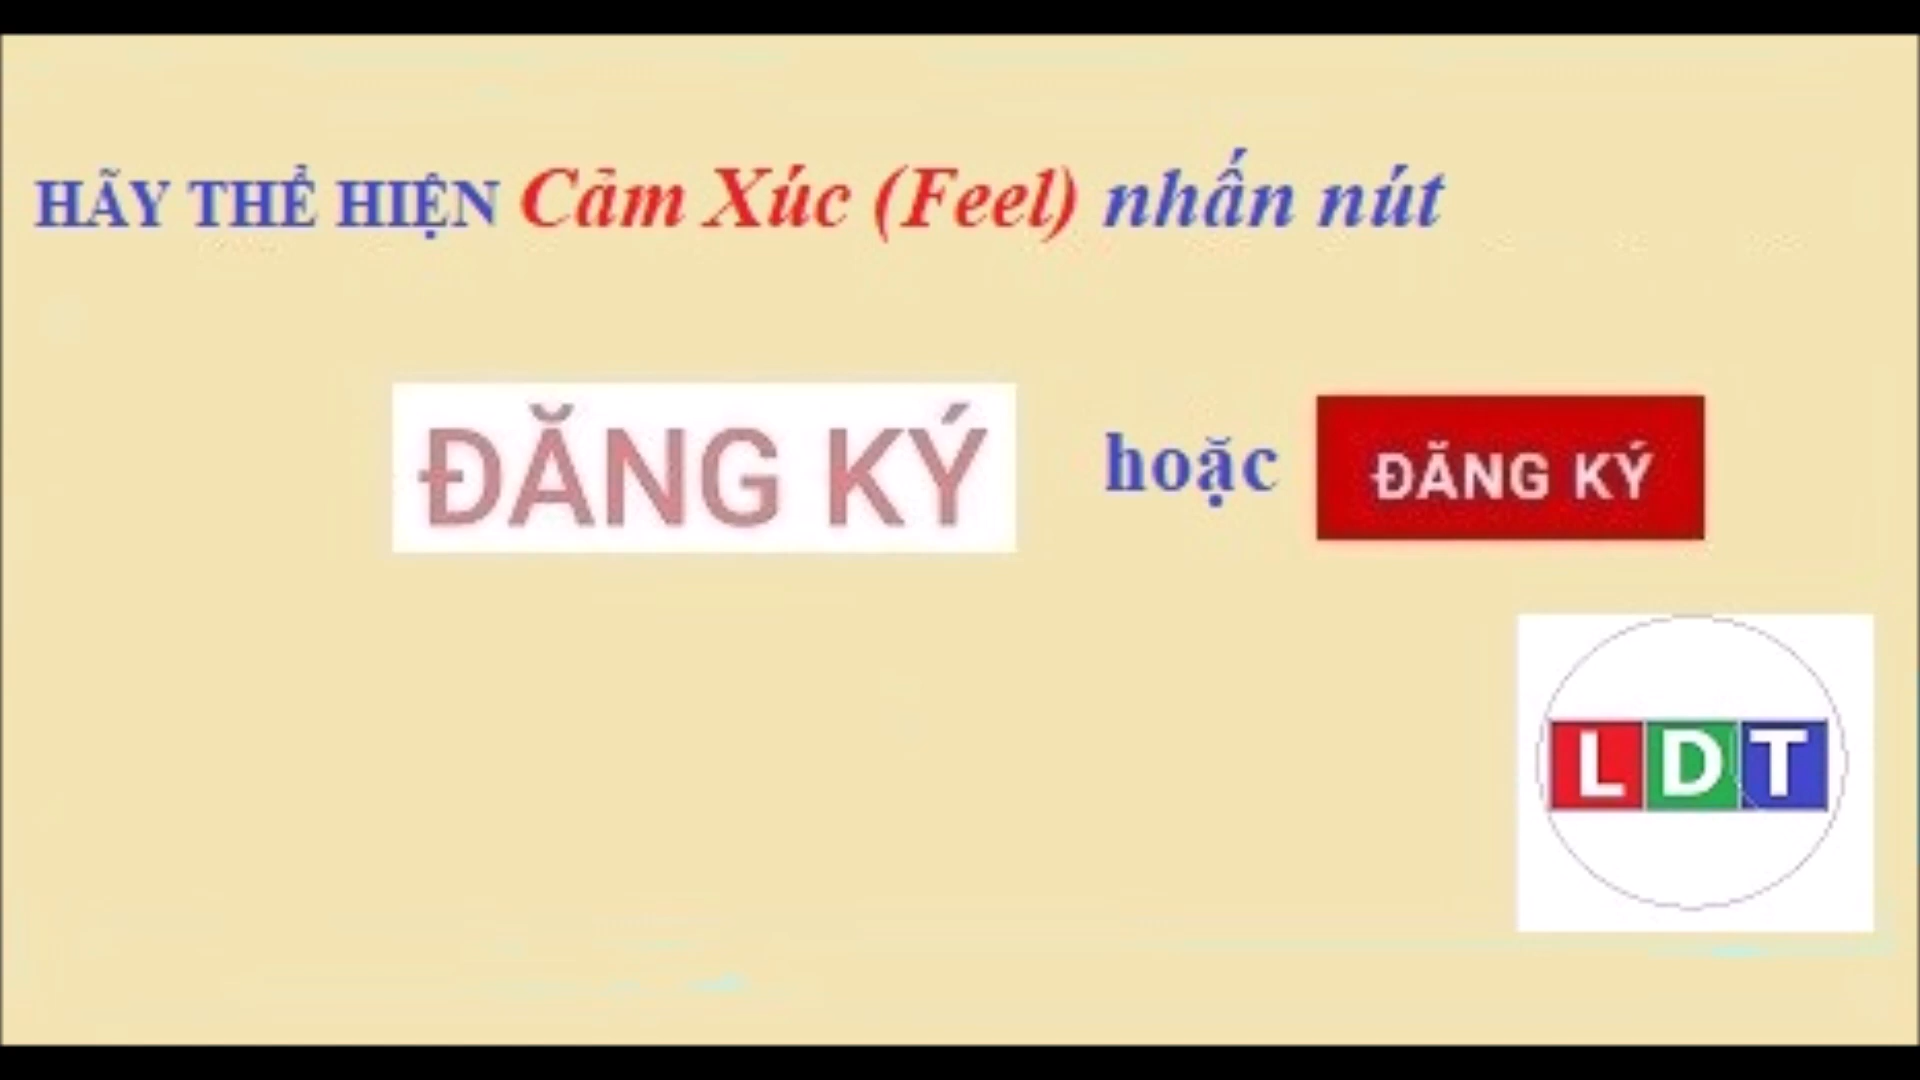 HÃY THỂ HIỆN Cảm Xúc (Feel) nhấn nút
ĐĂNG KÝ hoặc ĐĂNG KÝ
LDT